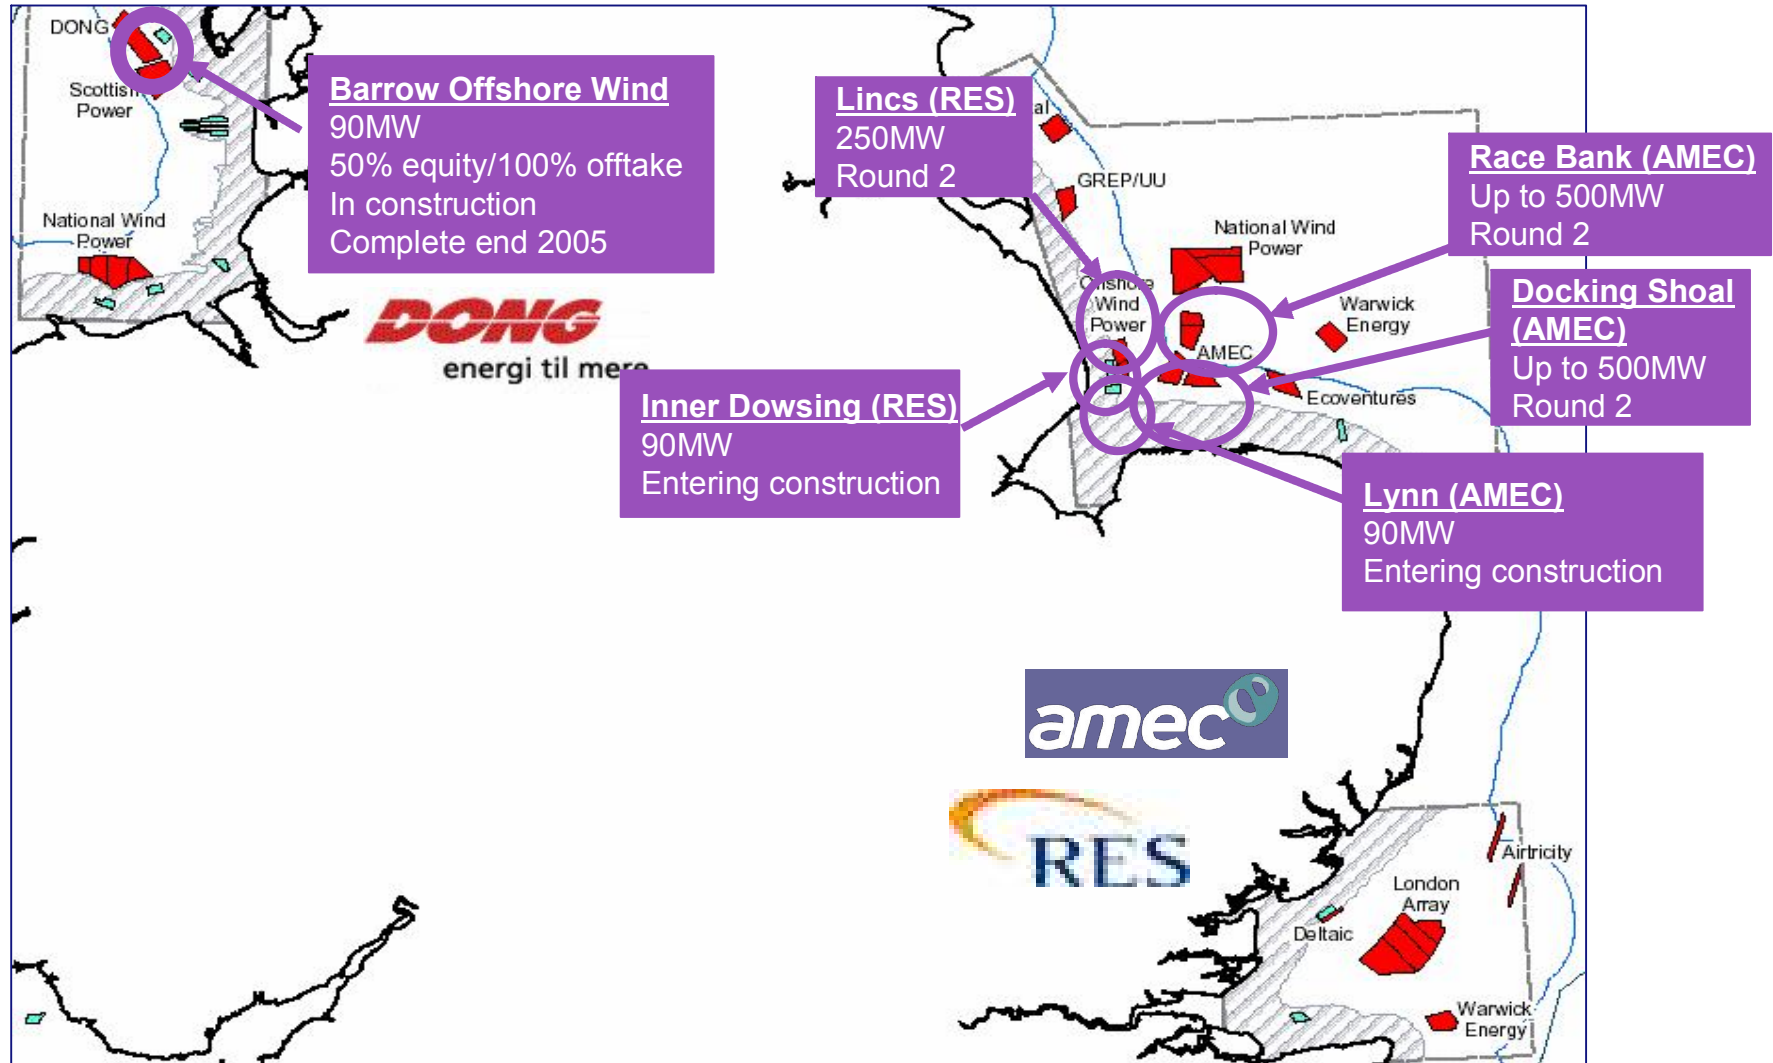 DONG
Scottish
Power
National Wind
Power
Barrow Offshore Wind
90MW
50% equity/100% offtake
In construction
Complete end 2005
DONG
energi til mere
Lincs (RES)
250MW
Round 2
al
GREP/UU
National Wind
Power
Offshore
Wind
Power
AMEC
Warwick
Energy
Ecoventures
Race Bank (AMEC)
Up to 500MW
Round 2
Docking Shoal
(AMEC)
Up to 500MW
Round 2
Inner Dowsing (RES)
90MW
Entering construction
Lynn (AMEC)
90MW
Entering construction
amec
RES
Airtricity
London
Array
Deltaic
Warwick
Energy